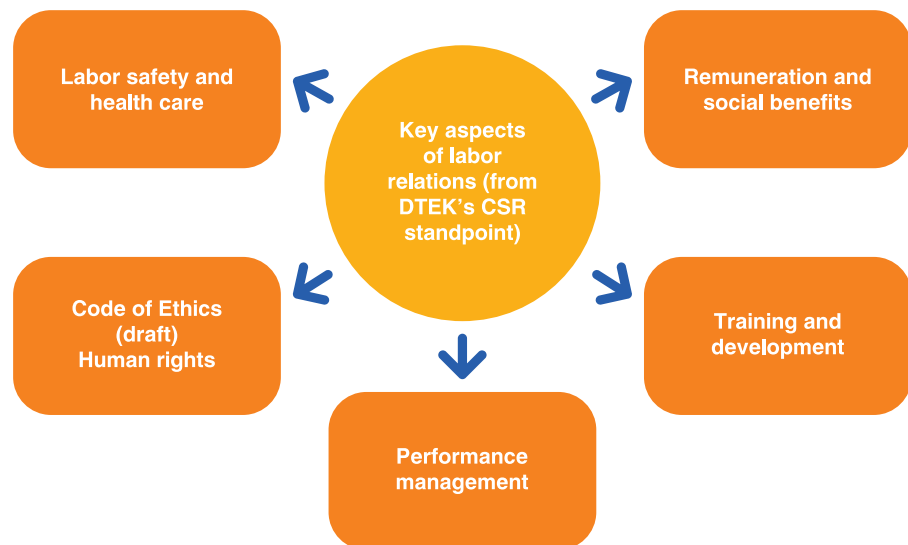 Labor safety and
health care
Key aspects
of labor
relations (from
DTEK’s CSR
standpoint)
Remuneration and
social benefits
Code of Ethics
(draft)
Human rights
Training and
development
Performance
management